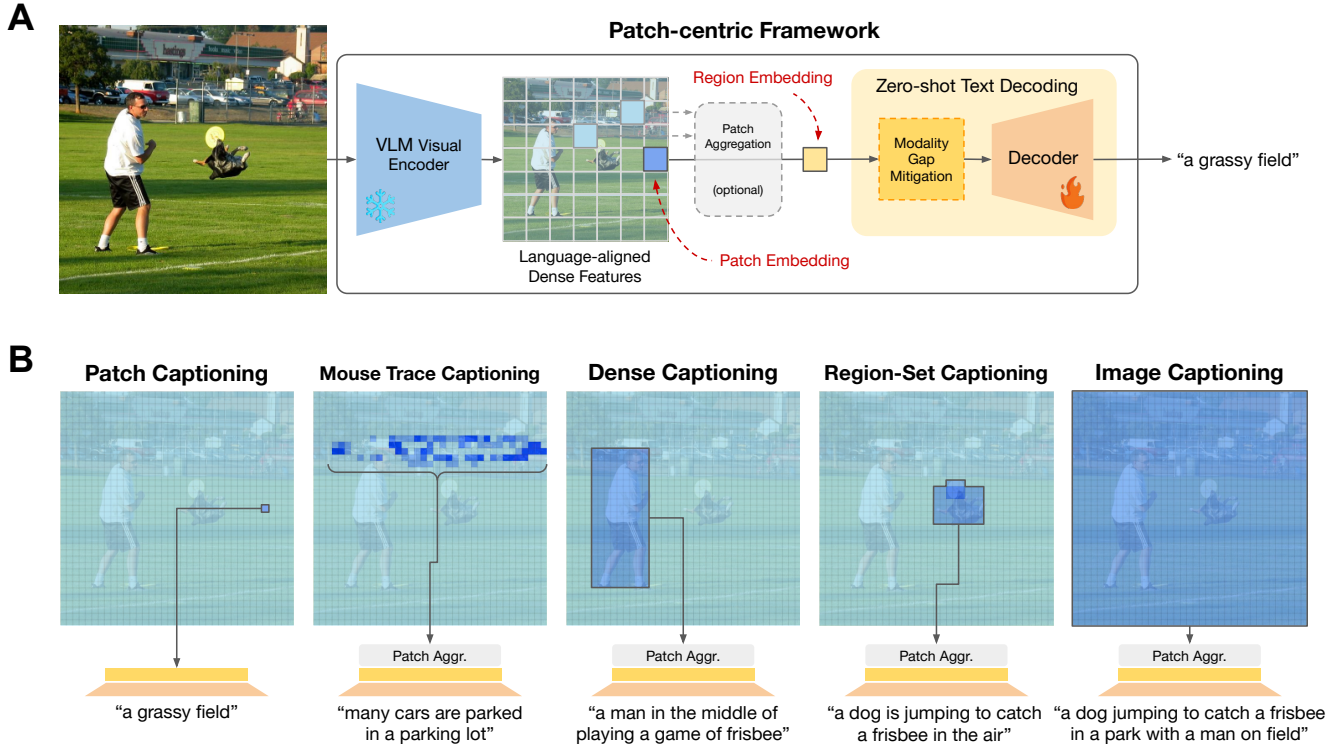 A
Patch-centric Framework
hastings
VLM Visual
Encoder
Language-aligned
Dense Features
Patch
Aggregation
(optional)
Region Embedding
Patch Embedding
Zero-shot Text Decoding
Modality
Gap
Mitigation
Decoder
“a grassy field”
B
Patch Captioning
Mouse Trace Captioning
Dense Captioning
Region-Set Captioning
Image Captioning
Patch Aggr.
Patch Aggr.
Patch Aggr.
Patch Aggr.
“a grassy field”
“many cars are parked
in a parking lot”
“a man in the middle of
playing a game of frisbee”
“a dog is jumping to catch
a frisbee in the air”
“a dog jumping to catch a frisbee
in a park with a man on field”